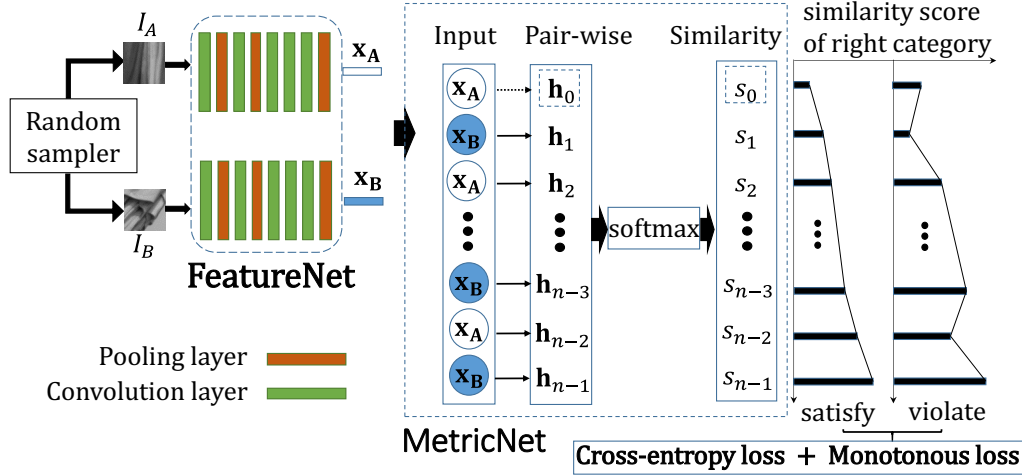 I_A
Random
sampler
I_B
x_A
x_B
FeatureNet
Pooling layer
Convolution layer
Input
Pair-wise
Similarity
x_A
h_0
s_0
x_B
h_1
s_1
x_A
h_2
s_2
softmax
x_B
h_{n−3}
s_{n−3}
x_A
h_{n−2}
s_{n−2}
x_B
h_{n−1}
s_{n−1}
MetricNet
similarity score
of right category
satisfy
violate
Cross-entropy loss + Monotonous loss